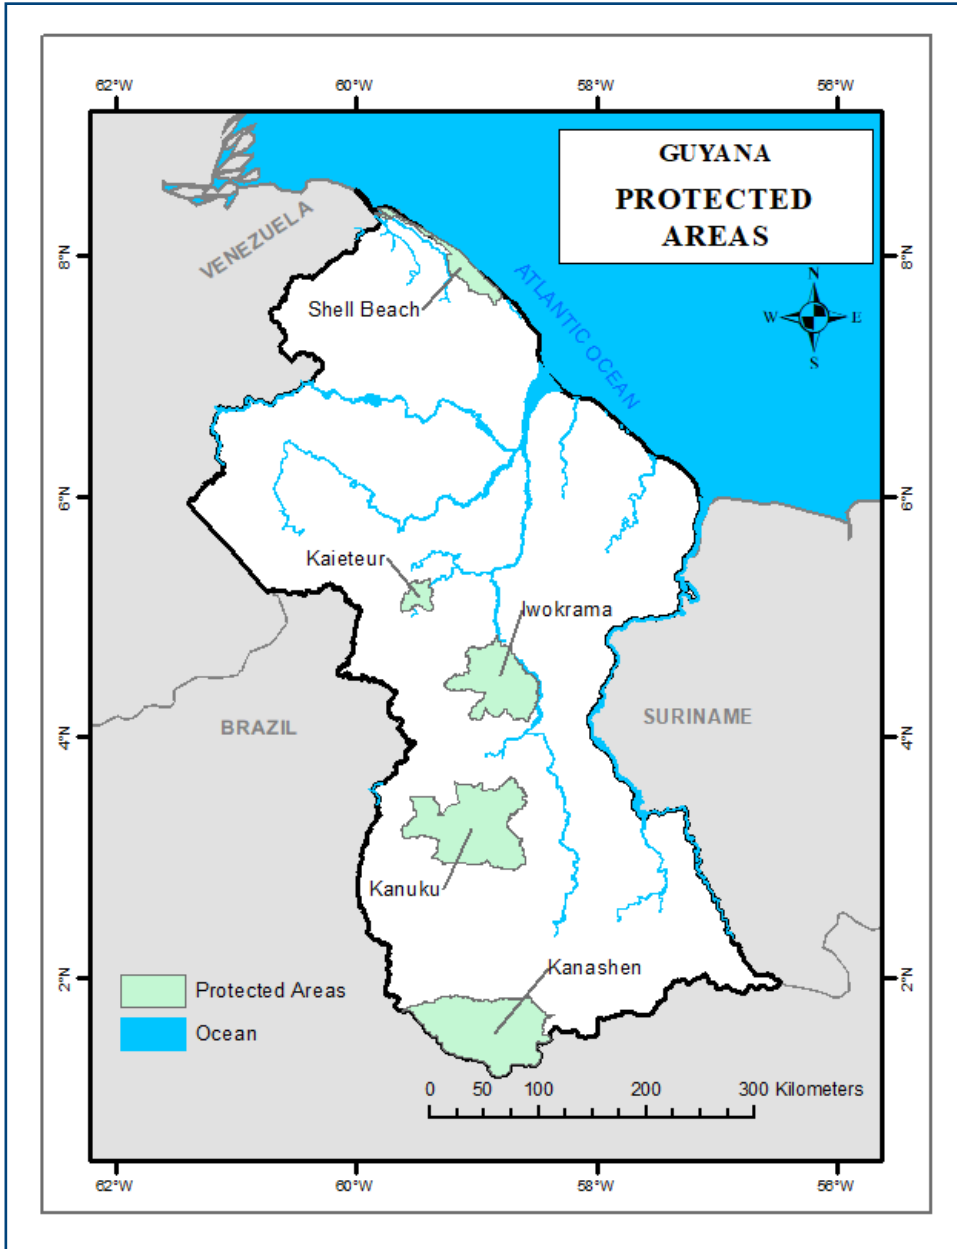 62°W 60°W 58°W 56°W
GUYANA
PROTECTED
AREAS
VENEZUELA
8°N 8°N
ATLANTIC OCEAN
N
W E
S
Shell Beach
6°N 6°N
Kaieteur
Iwokrama
BRAZIL
SURINAME
4°N 4°N
Kanuku
Kanashen
2°N 2°N
Protected Areas
Ocean
0 50 100 200 300 Kilometers
62°W 60°W 58°W 56°W